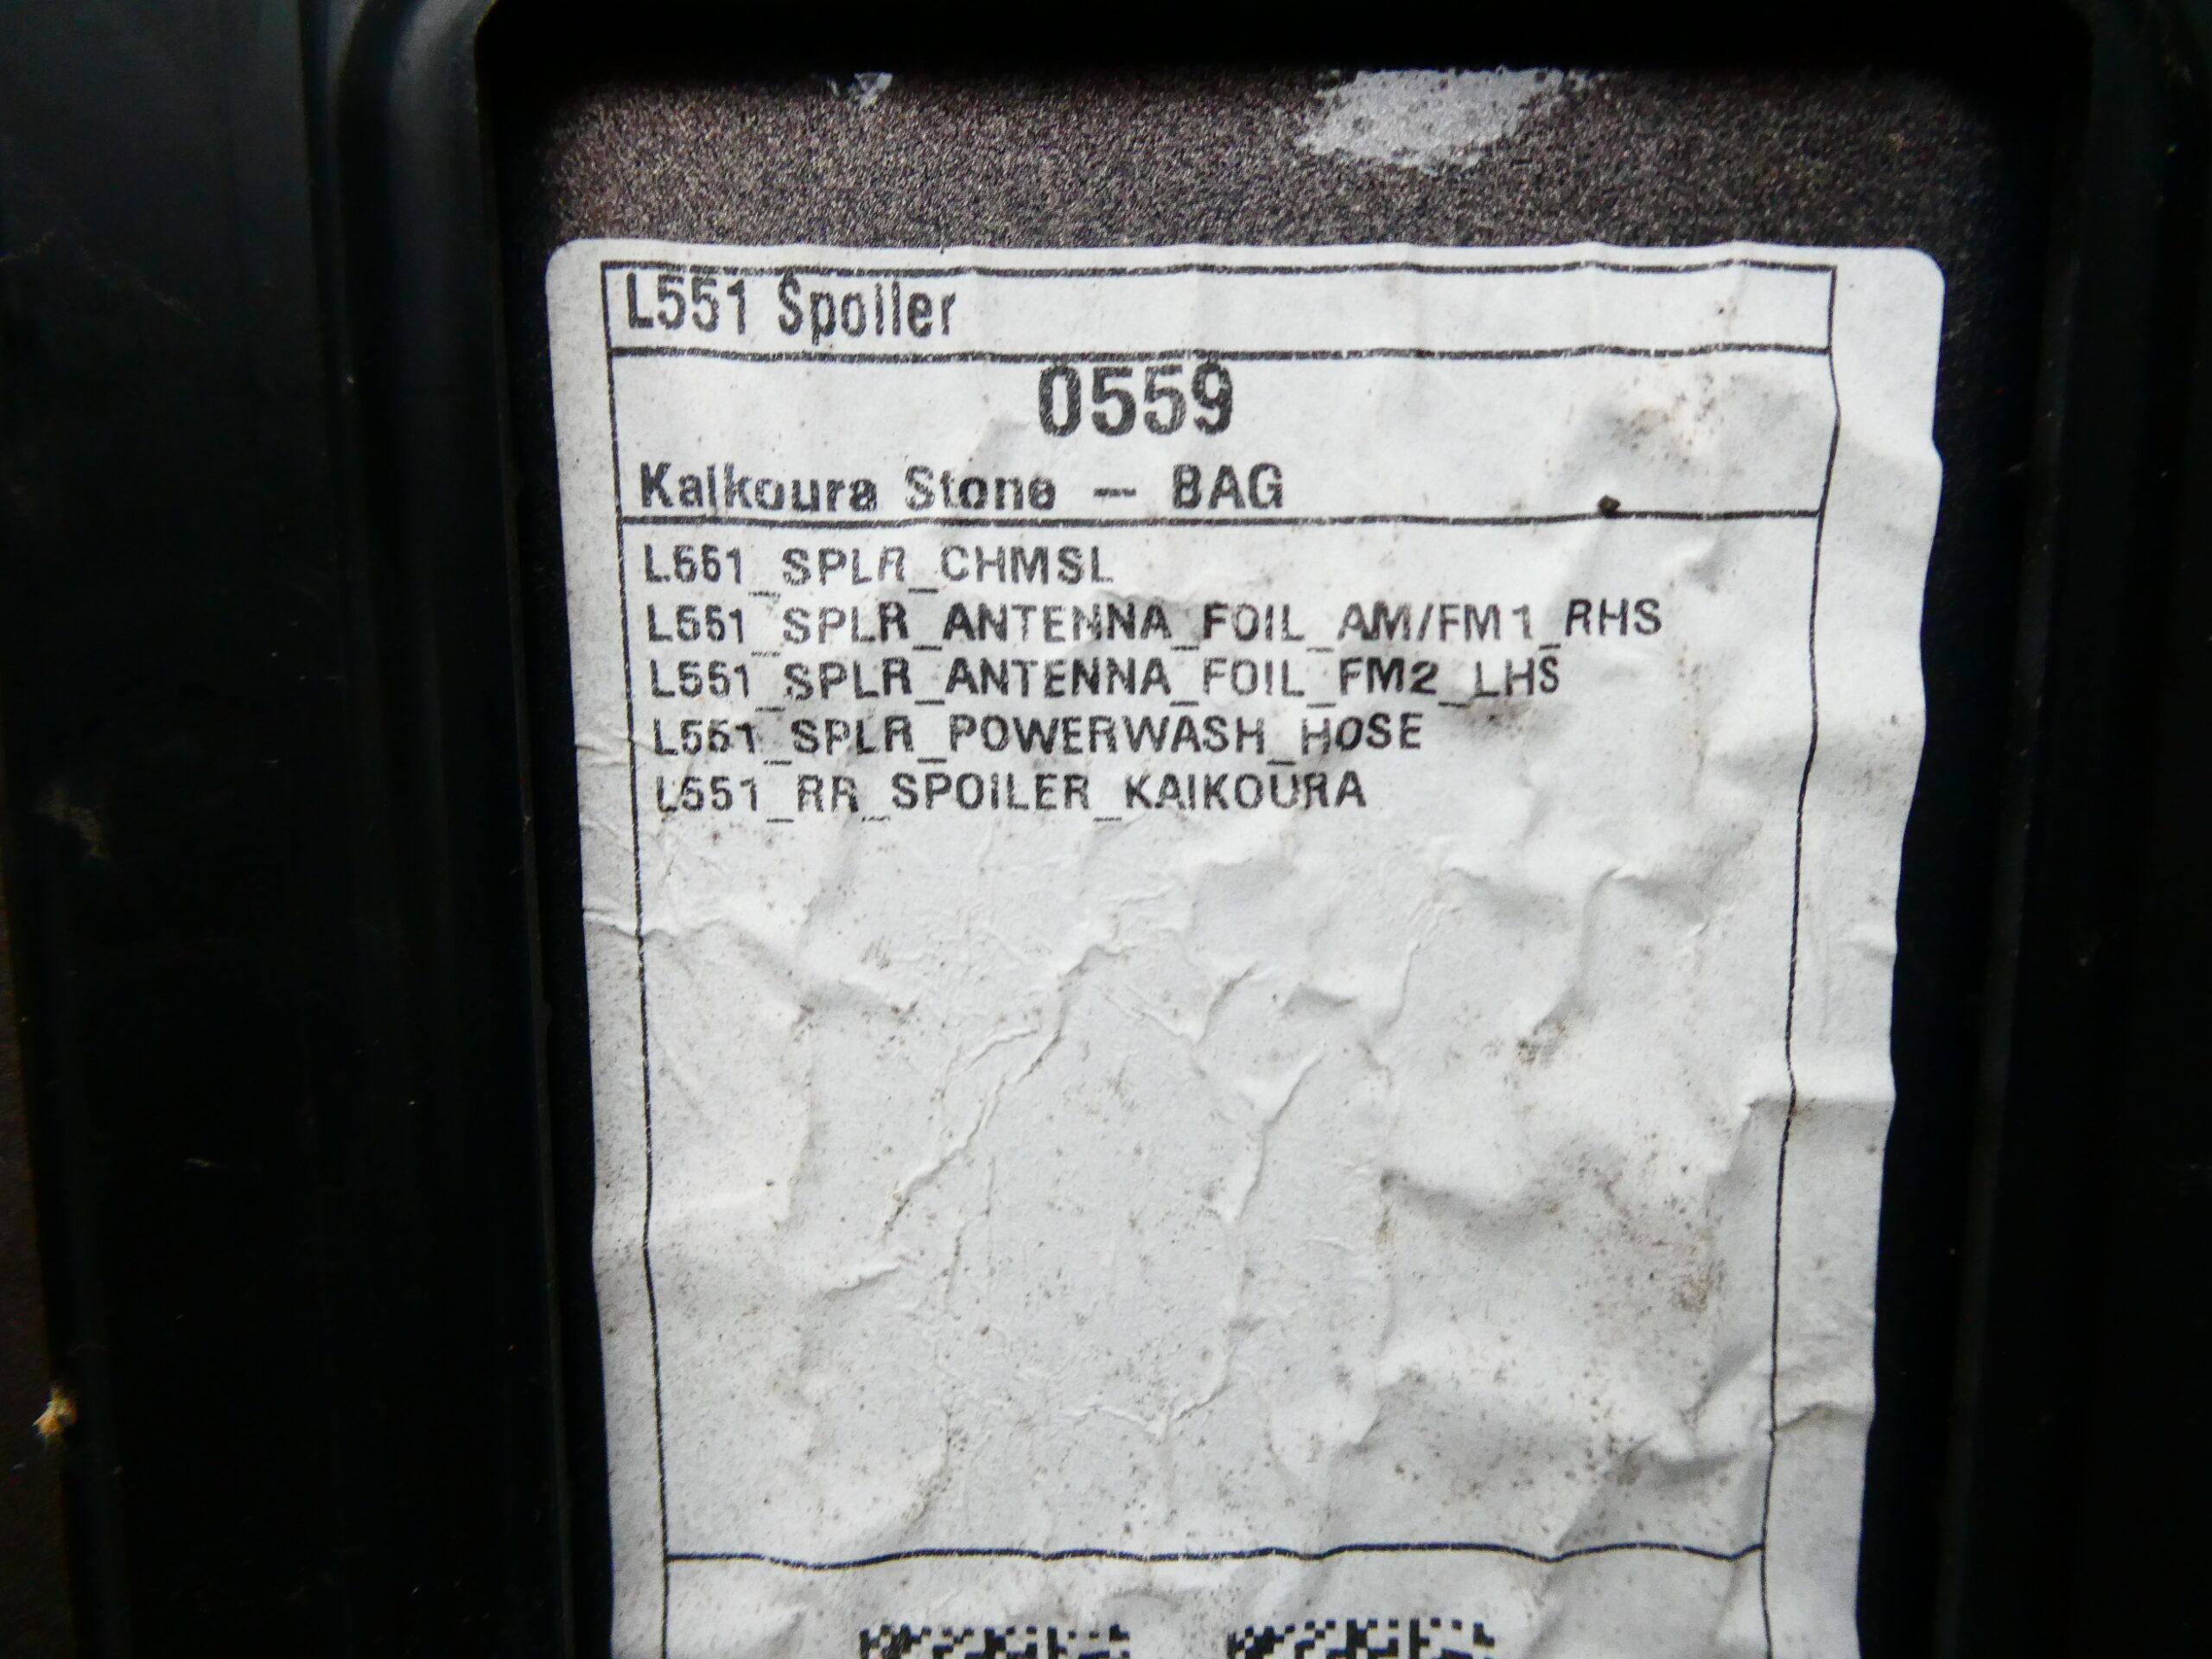 L551 Spoiler
0559
Kaikoura Stone - BAG
L551_SPLR_CHMSL
L551_SPLR_ANTENNA_FOIL_AM/FM1_RHS
L551_SPLR_ANTENNA_FOIL_FM2_LHS
L551_SPLR_POWERWASH_HOSE
L551_RR_SPOILER_KAIKOURA